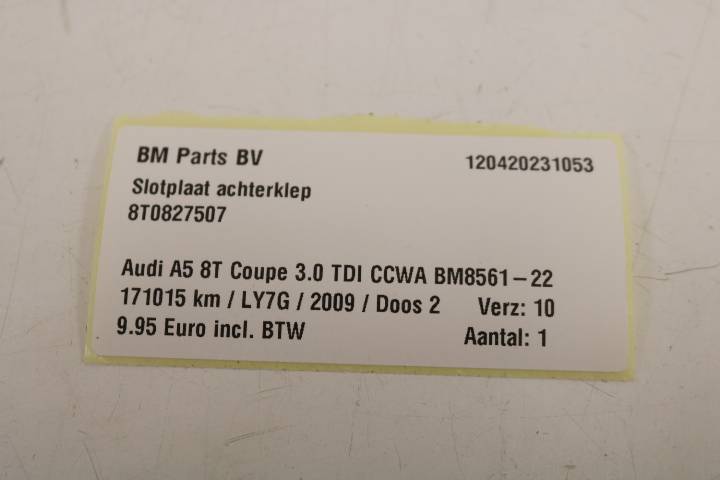 BM Parts BV 120420231053
Slotplaat achterklep
8T0827507
Audi A5 8T Coupe 3.0 TDI CCWA BM8561-22
171015 km / LY7G / 2009 / Doos 2 Verz: 10
9.95 Euro incl. BTW Aantal: 1